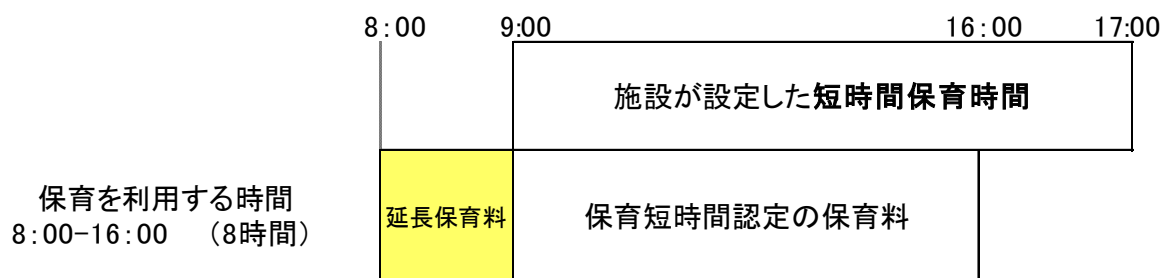 8:00 9:00 16:00 17:00
施設が設定した短時間保育時間
保育を利用する時間
8:00-16:00 （8時間）
延長保育料
保育短時間認定の保育料